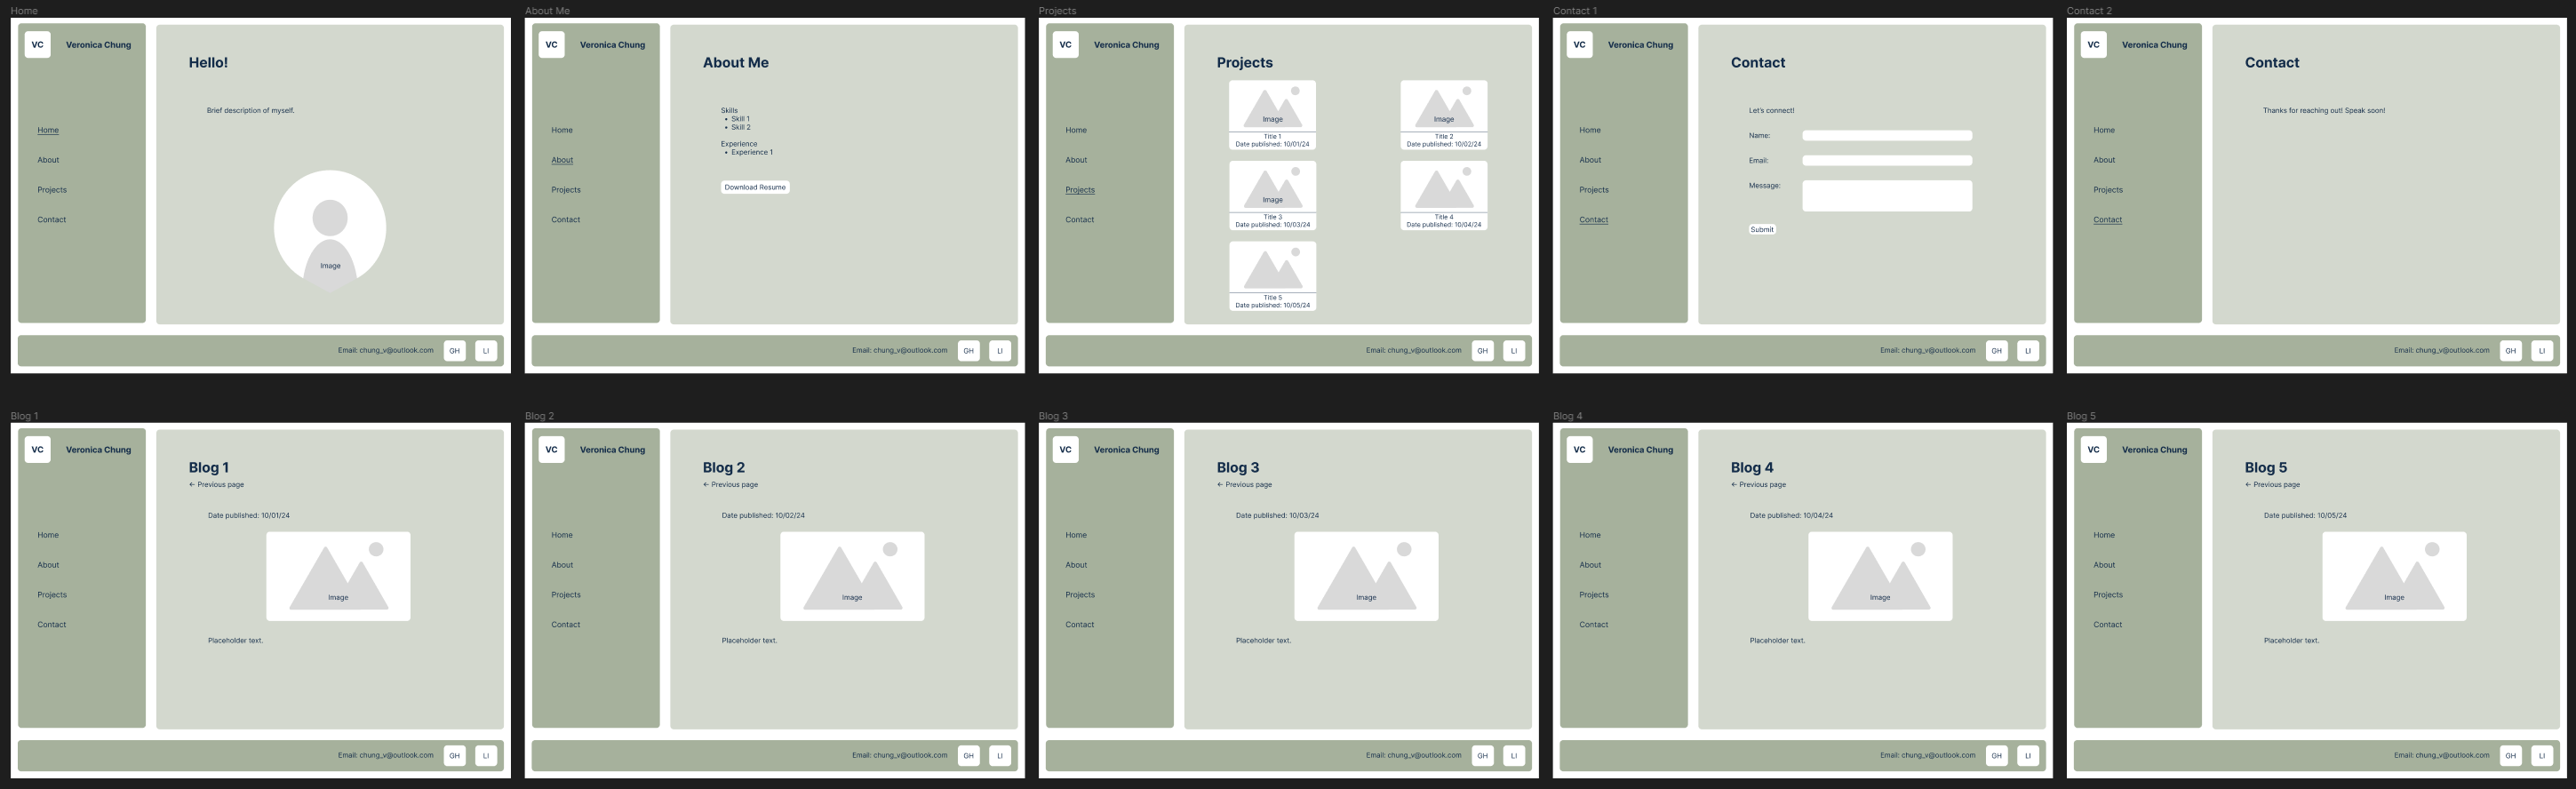 Home
VC
Veronica Chung
Hello!
Brief description of myself.
Home
About
Projects
Contact
Image
Email: chung_v@outlook.com
GH
LI
About Me
VC
Veronica Chung
About Me
Skills
• Skill 1
• Skill 2
Experience
• Experience 1
Download Resume
Home
About
Projects
Contact
Email: chung_v@outlook.com
GH
LI
Projects
VC
Veronica Chung
Projects
Home
About
Projects
Contact
Image
Title 1
Date published: 10/01/24
Image
Title 2
Date published: 10/02/24
Image
Title 3
Date published: 10/03/24
Title 4
Date published: 10/04/24
Title 5
Date published: 10/05/24
Email: chung_v@outlook.com
GH
LI
Contact 1
VC
Veronica Chung
Contact
Home
About
Projects
Contact
Let's connect!
Name:
Email:
Message:
Submit
Email: chung_v@outlook.com
GH
LI
Contact 2
VC
Veronica Chung
Contact
Home
About
Projects
Contact
Thanks for reaching out! Speak soon!
Email: chung_v@outlook.com
GH
LI
Blog 1
VC
Veronica Chung
Blog 1
← Previous page
Home
About
Projects
Contact
Date published: 10/01/24
Image
Placeholder text.
Email: chung_v@outlook.com
GH
LI
Blog 2
VC
Veronica Chung
Blog 2
← Previous page
Home
About
Projects
Contact
Date published: 10/02/24
Image
Placeholder text.
Email: chung_v@outlook.com
GH
LI
Blog 3
VC
Veronica Chung
Blog 3
← Previous page
Home
About
Projects
Contact
Date published: 10/03/24
Image
Placeholder text.
Email: chung_v@outlook.com
GH
LI
Blog 4
VC
Veronica Chung
Blog 4
← Previous page
Home
About
Projects
Contact
Date published: 10/04/24
Image
Placeholder text.
Email: chung_v@outlook.com
GH
LI
Blog 5
VC
Veronica Chung
Blog 5
← Previous page
Home
About
Projects
Contact
Date published: 10/05/24
Image
Placeholder text.
Email: chung_v@outlook.com
GH
LI